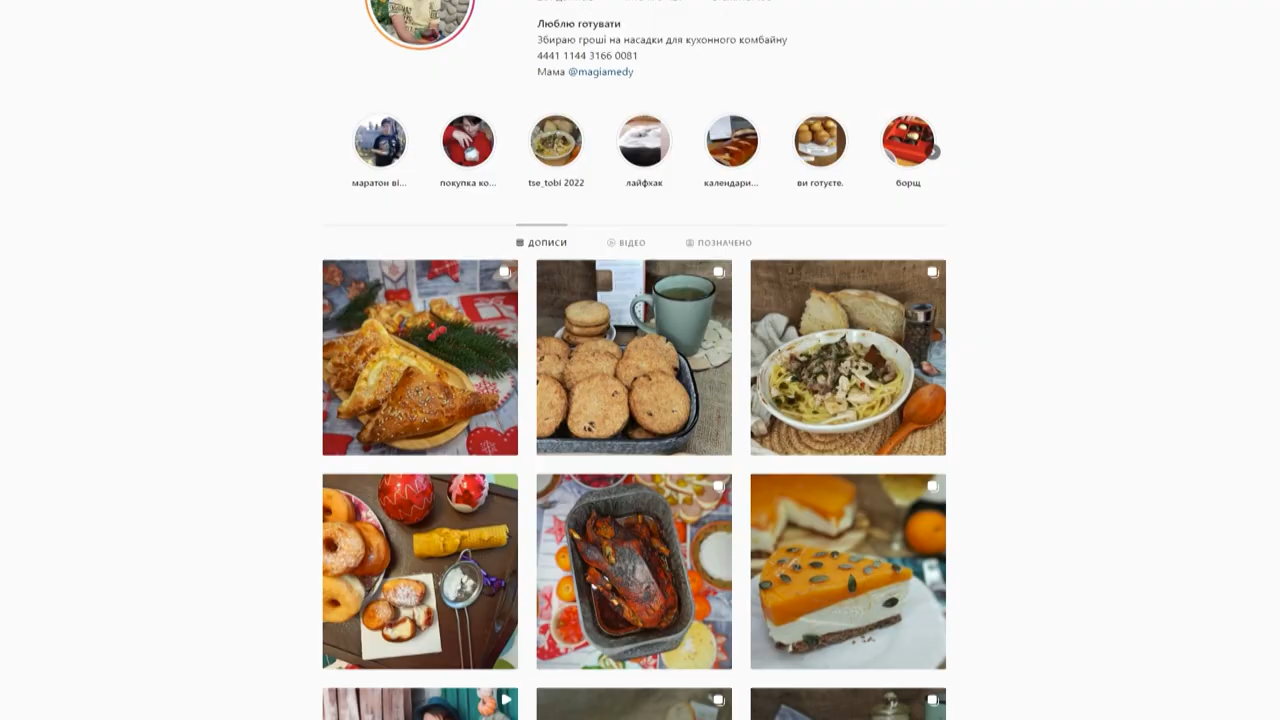 Люблю готувати
Збираю гроші на насадки для кухонного комбайну
4441 1144 3166 0081
Мама @magiamedy
маратон ві...
покупка ко...
tse_tobi 2022
лайфхак
календари...
ви готуєте.
борщ
ДОПИСИ
ВІДЕО
ПОЗНАЧЕНО